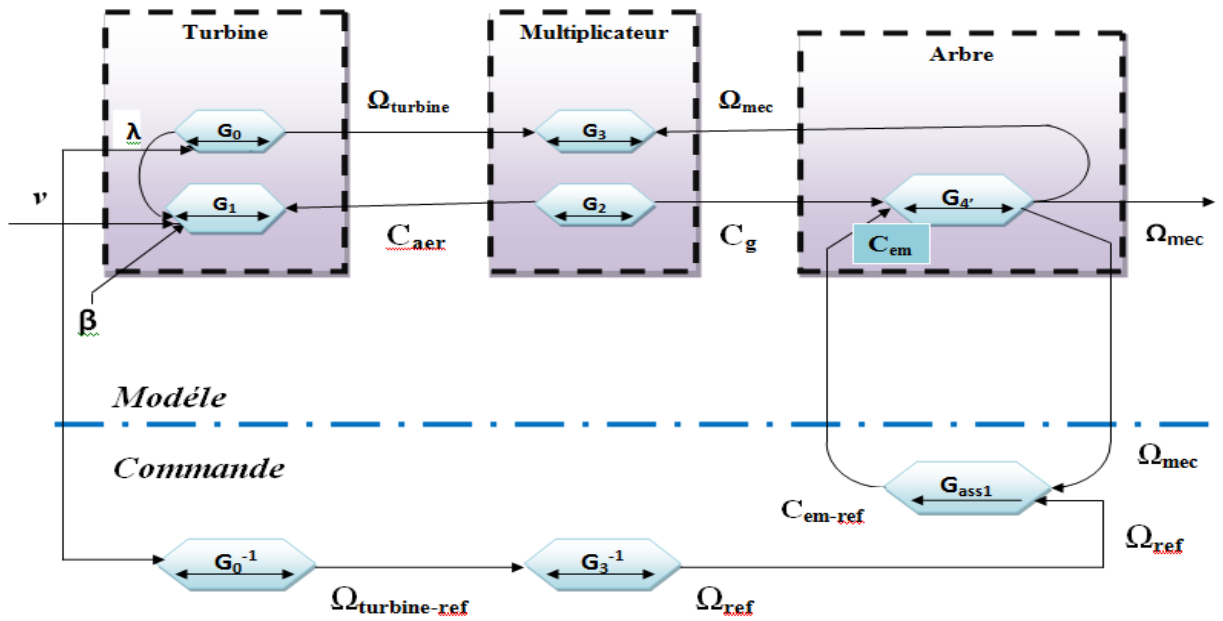 Turbine
Multiplicateur
Arbre
λ
G0
Ωturbine
G3
Ωmec
ν
G1
Caer
G2
Cg
G4'
Cem
Ωmec
β
Modéle
Commande
Ωmec
Gass1
Cem-ref
Ωref
G0-1
Ωturbine-ref
G3-1
Ωref